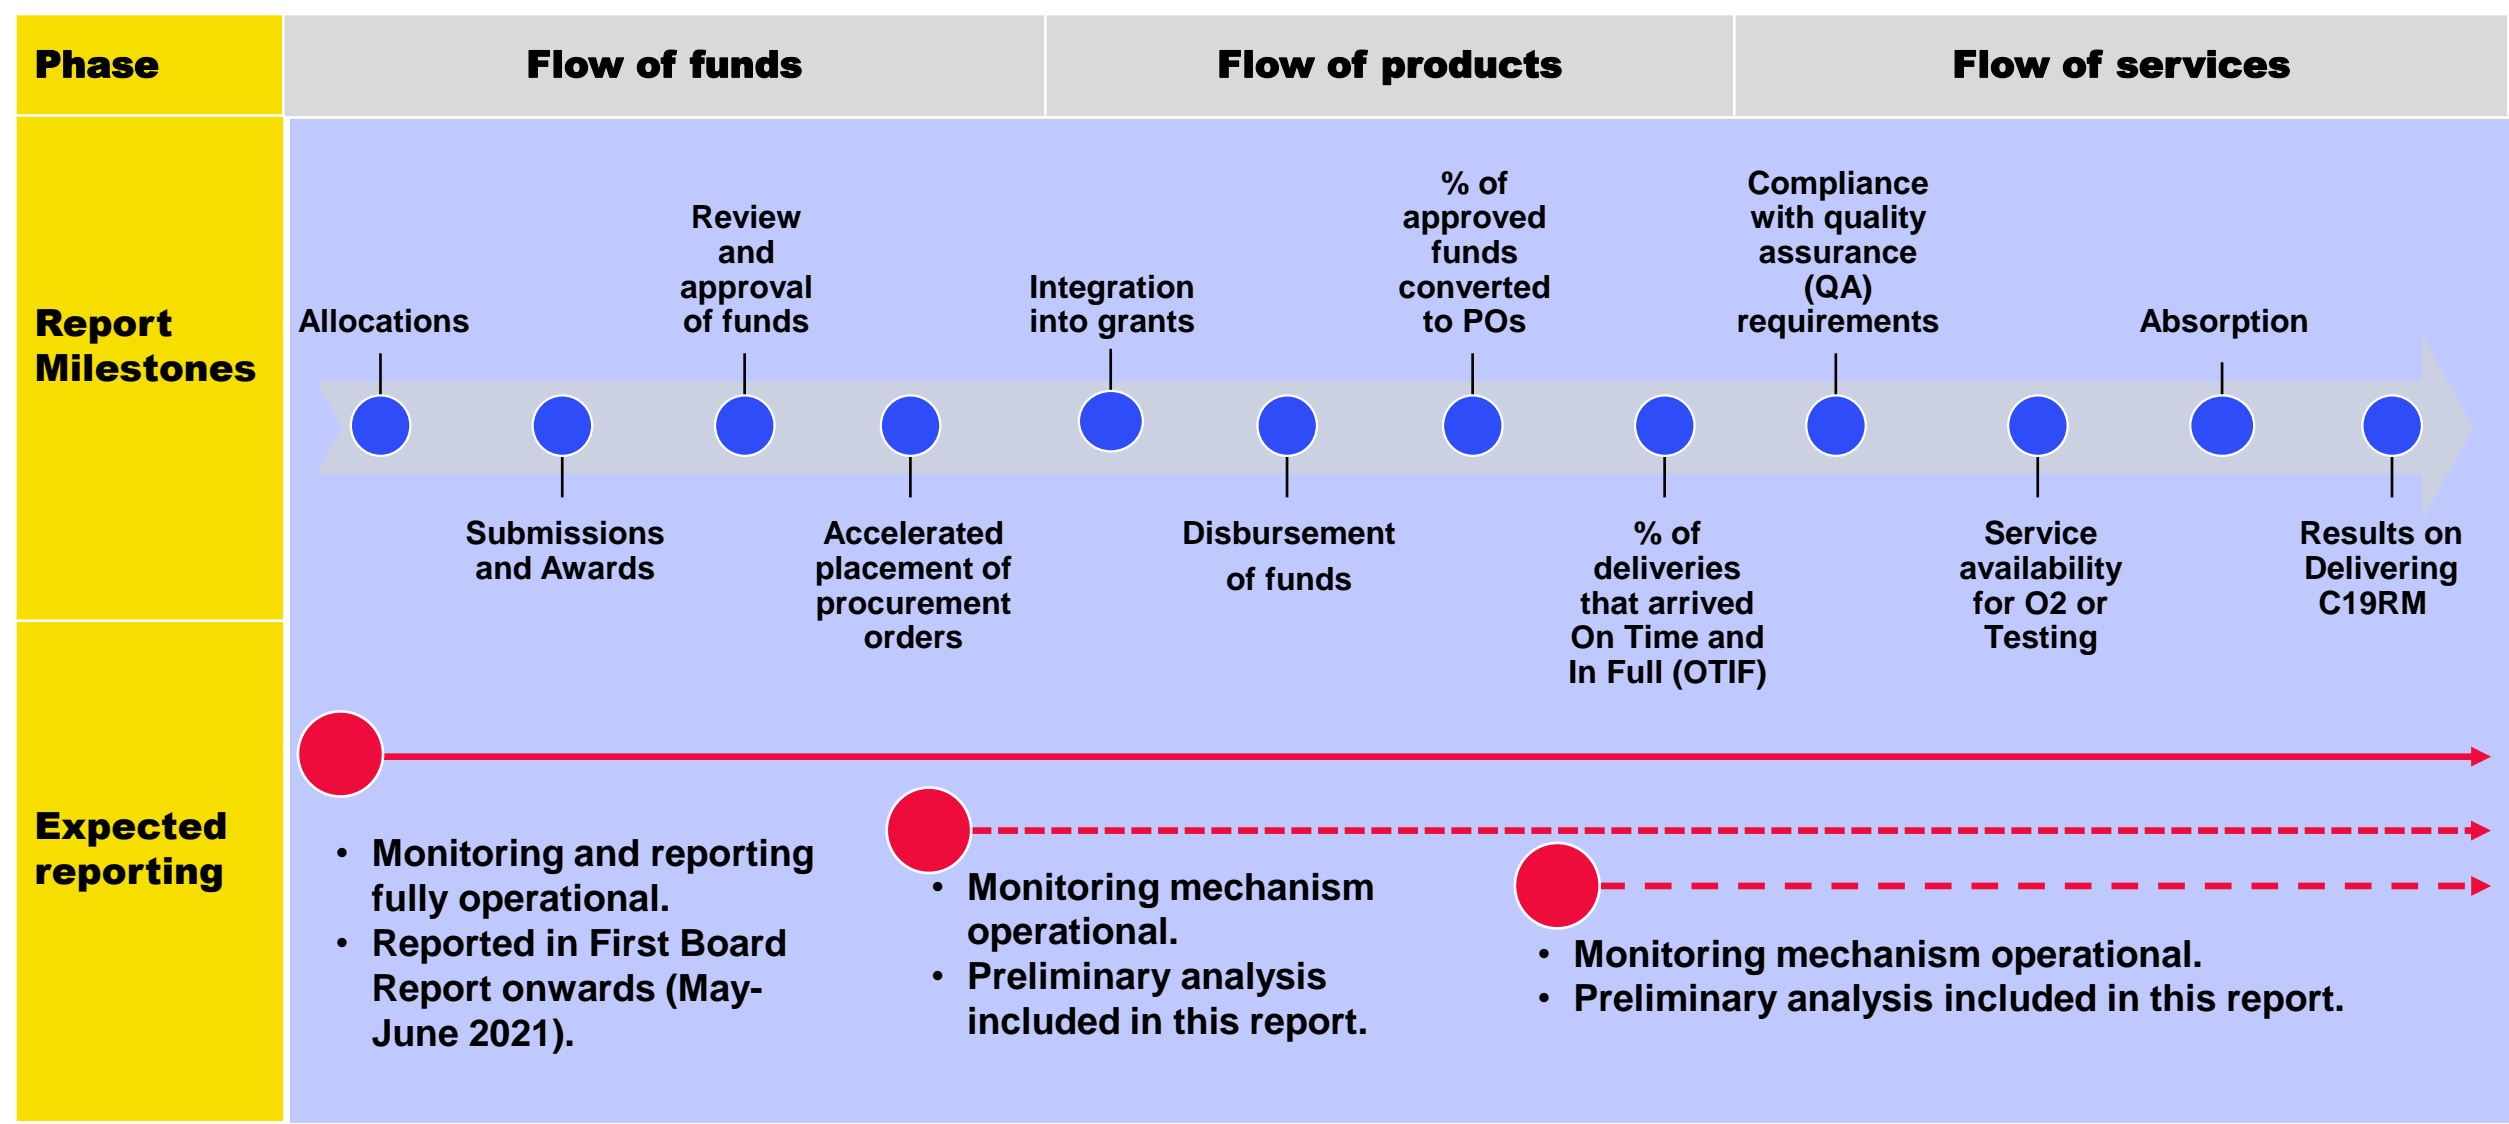 Phase
Flow of funds
Flow of products
Flow of services
Report
Milestones
Allocations
Submissions
and Awards
Review
and
approval
of funds
Accelerated
placement of
procurement
orders
Integration
into grants
Disbursement
of funds
% of
approved
funds
converted
to POs
% of
deliveries
that arrived
On Time and
In Full (OTIF)
Compliance
with quality
assurance
(QA)
requirements
Service
availability
for O2 or
Testing
Absorption
Results on
Delivering
C19RM
Expected
reporting
• Monitoring and reporting
fully operational.
• Reported in First Board
Report onwards (May-
June 2021).
• Monitoring mechanism
operational.
• Preliminary analysis
included in this report.
• Monitoring mechanism operational.
• Preliminary analysis included in this report.